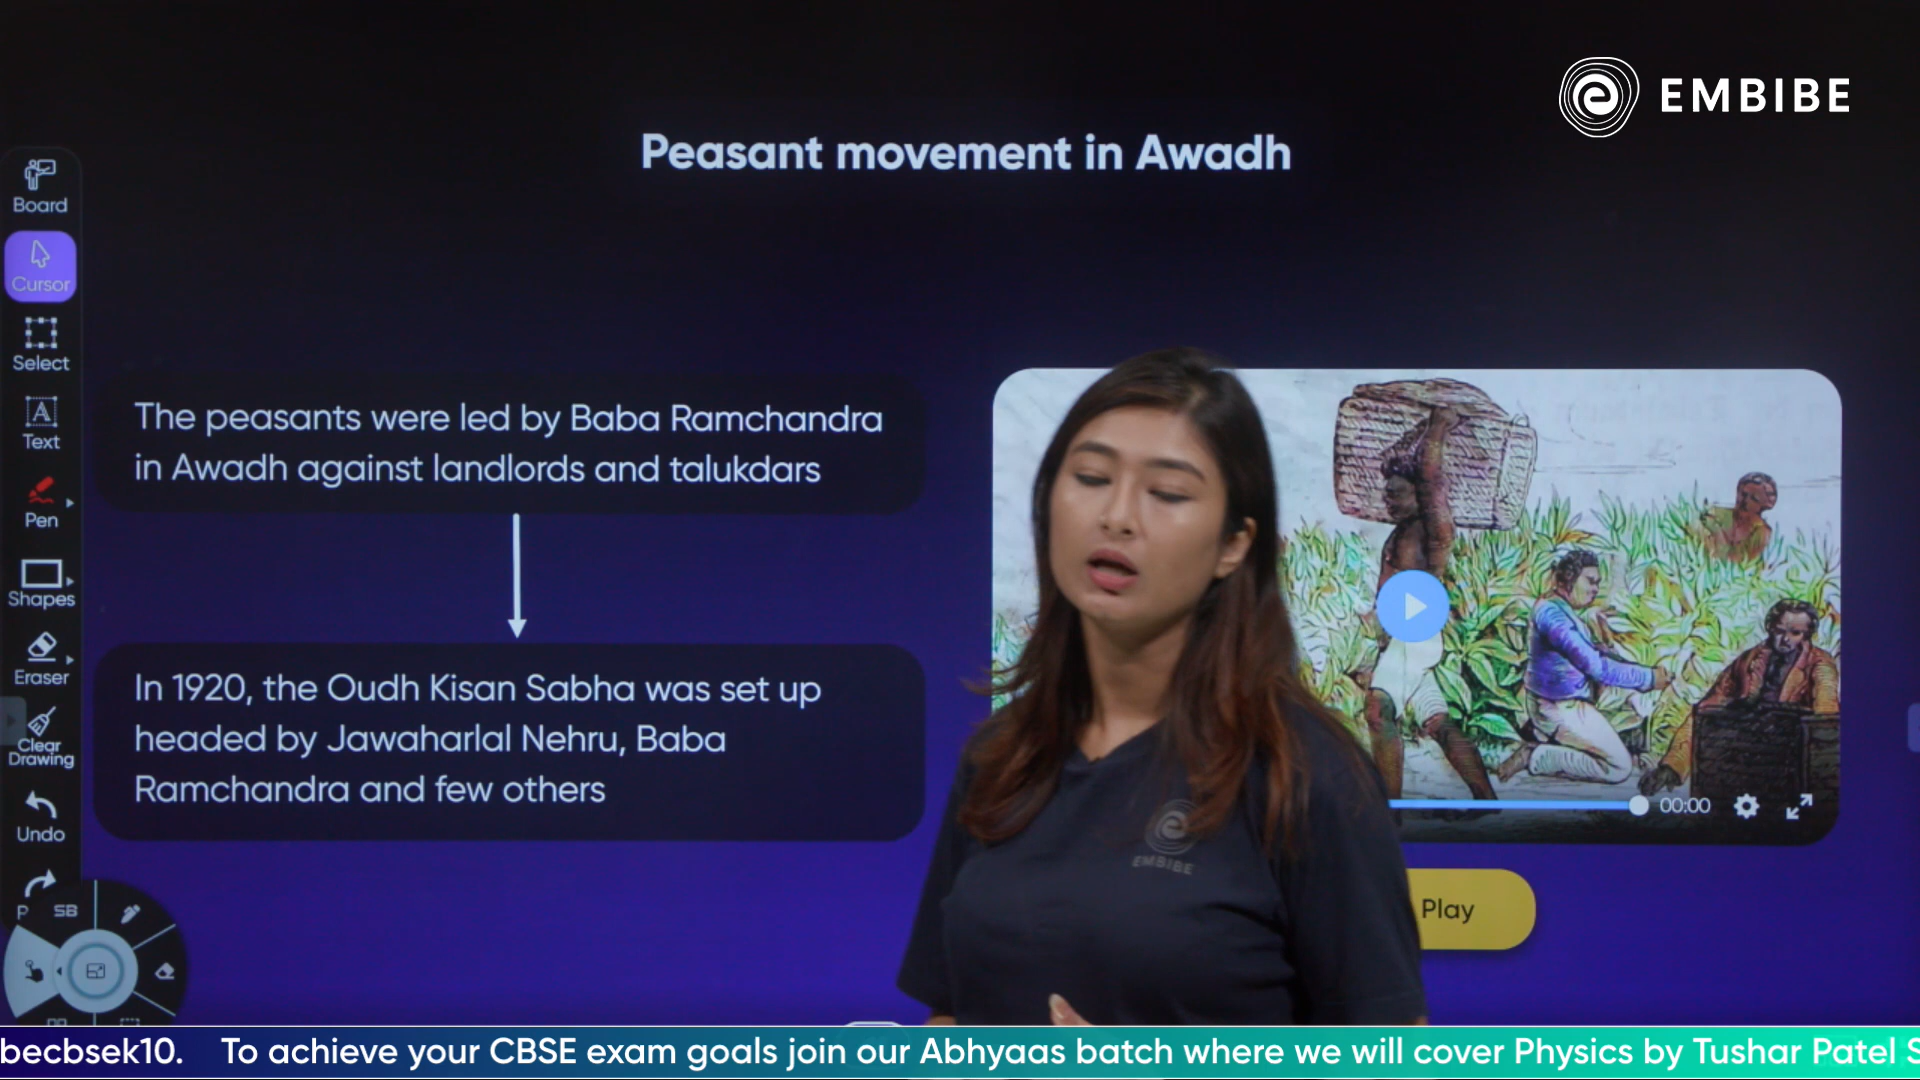 EMBIBE
Peasant movement in Awadh
Board
Cursor
Select
A
Text
Pen
Shapes
Eraser
Clear
Drawing
Undo
P
SB
The peasants were led by Baba Ramchandra
in Awadh against landlords and talukdars
In 1920, the Oudh Kisan Sabha was set up
headed by Jawaharlal Nehru, Baba
Ramchandra and few others
00:00
Play
EMBIBE
becbsek10. To achieve your CBSE exam goals join our Abhyaas batch where we will cover Physics by Tushar Patel S